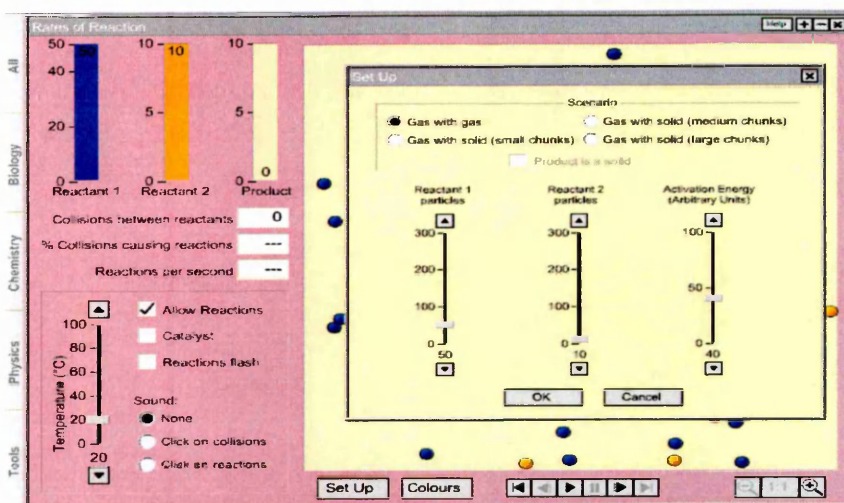 Rates of Reaction
Help
All
Biology
Chemistry
Physics
Tools
50
50
40
20
0
Reactant 1
10
10
5
0
Reactant 2
10
5
0
0
Product
Collisions between reactants 0
% Collisions causing reactions ---
Reactions per second ---
Temperature (°C)
100
80
60
40
20
0
20
Allow Reactions
Catalyst
Reactions flash
Sound:
None
Click on collisions
Click on reactions
Set Up
Scenario
Gas with gas
Gas with solid (medium chunks)
Gas with solid (small chunks)
Gas with solid (large chunks)
Product is a solid
Reactant 1
particles
300
200
100
0
50
Reactant 2
particles
300
200
100
0
10
Activation Energy
(Arbitrary Units)
100
50
0
40
OK
Cancel
Set Up
Colours
1:1